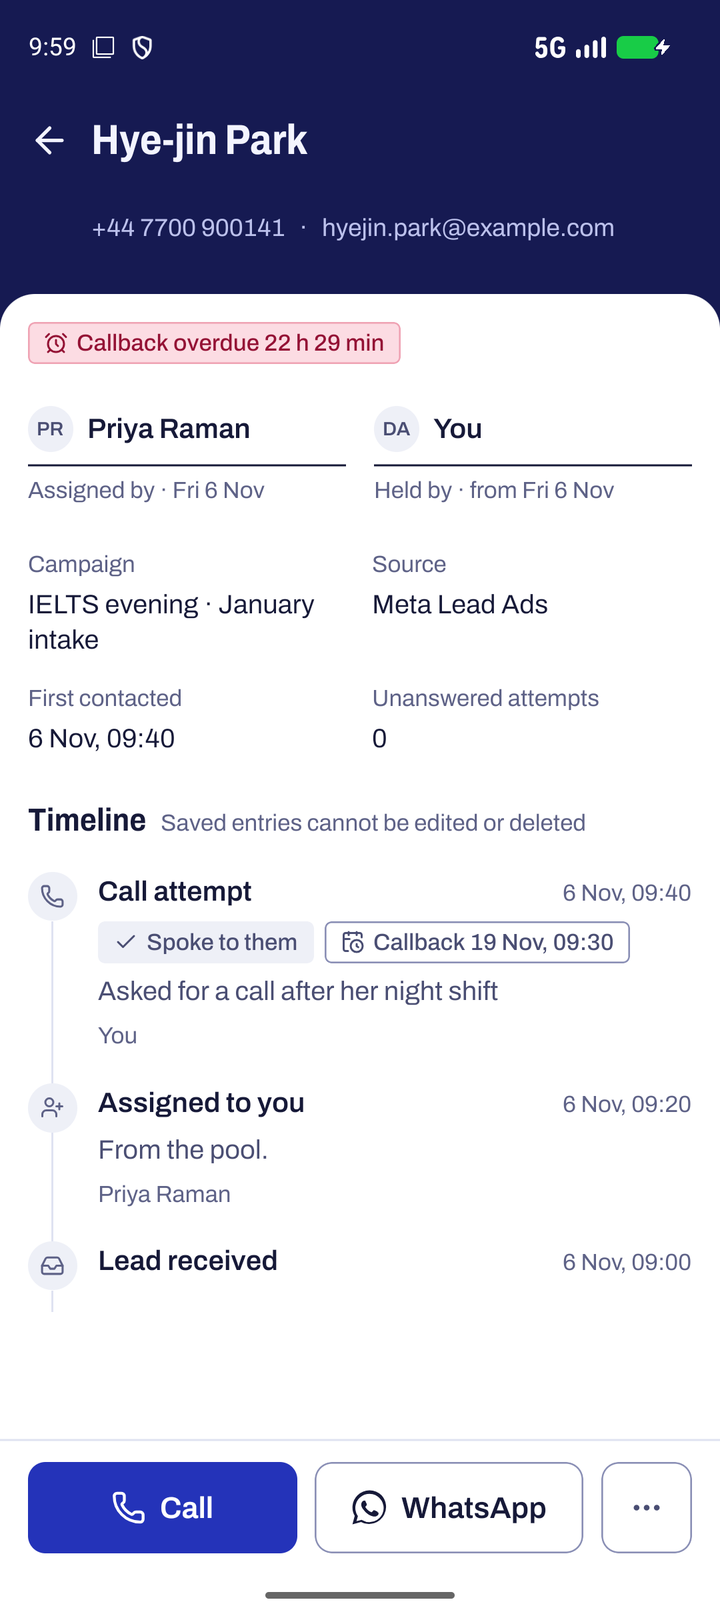 9:59
5G
Hye-jin Park
+44 7700 900141 · hyejin.park@example.com
Callback overdue 22 h 29 min
PR Priya Raman
Assigned by · Fri 6 Nov
DA You
Held by · from Fri 6 Nov
Campaign
IELTS evening · January
intake
Source
Meta Lead Ads
First contacted
6 Nov, 09:40
Unanswered attempts
0
Timeline Saved entries cannot be edited or deleted
Call attempt 6 Nov, 09:40
Spoke to them Callback 19 Nov, 09:30
Asked for a call after her night shift
You
Assigned to you 6 Nov, 09:20
From the pool.
Priya Raman
Lead received 6 Nov, 09:00
Call WhatsApp